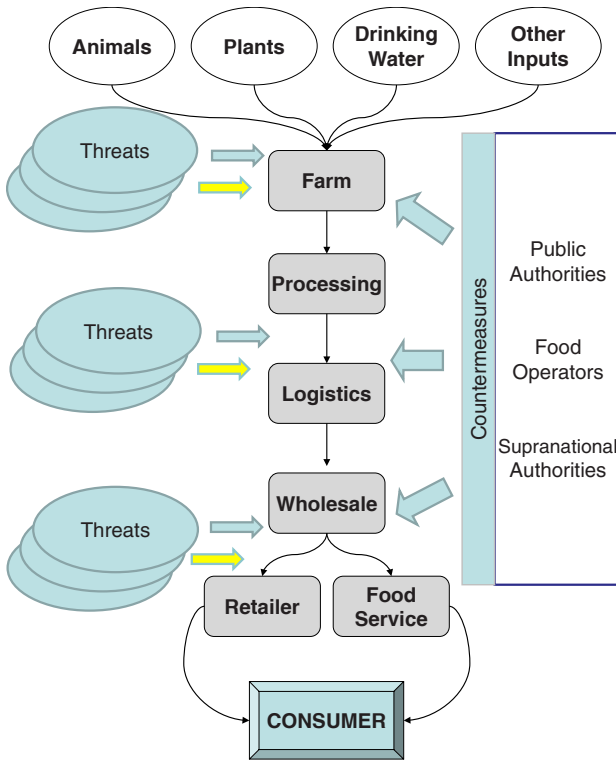 Animals
Plants
Drinking
Water
Other
Inputs
Threats
Farm
Processing
Threats
Logistics
Wholesale
Threats
Retailer
Food
Service
CONSUMER
Countermeasures
Public
Authorities
Food
Operators
Supranational
Authorities